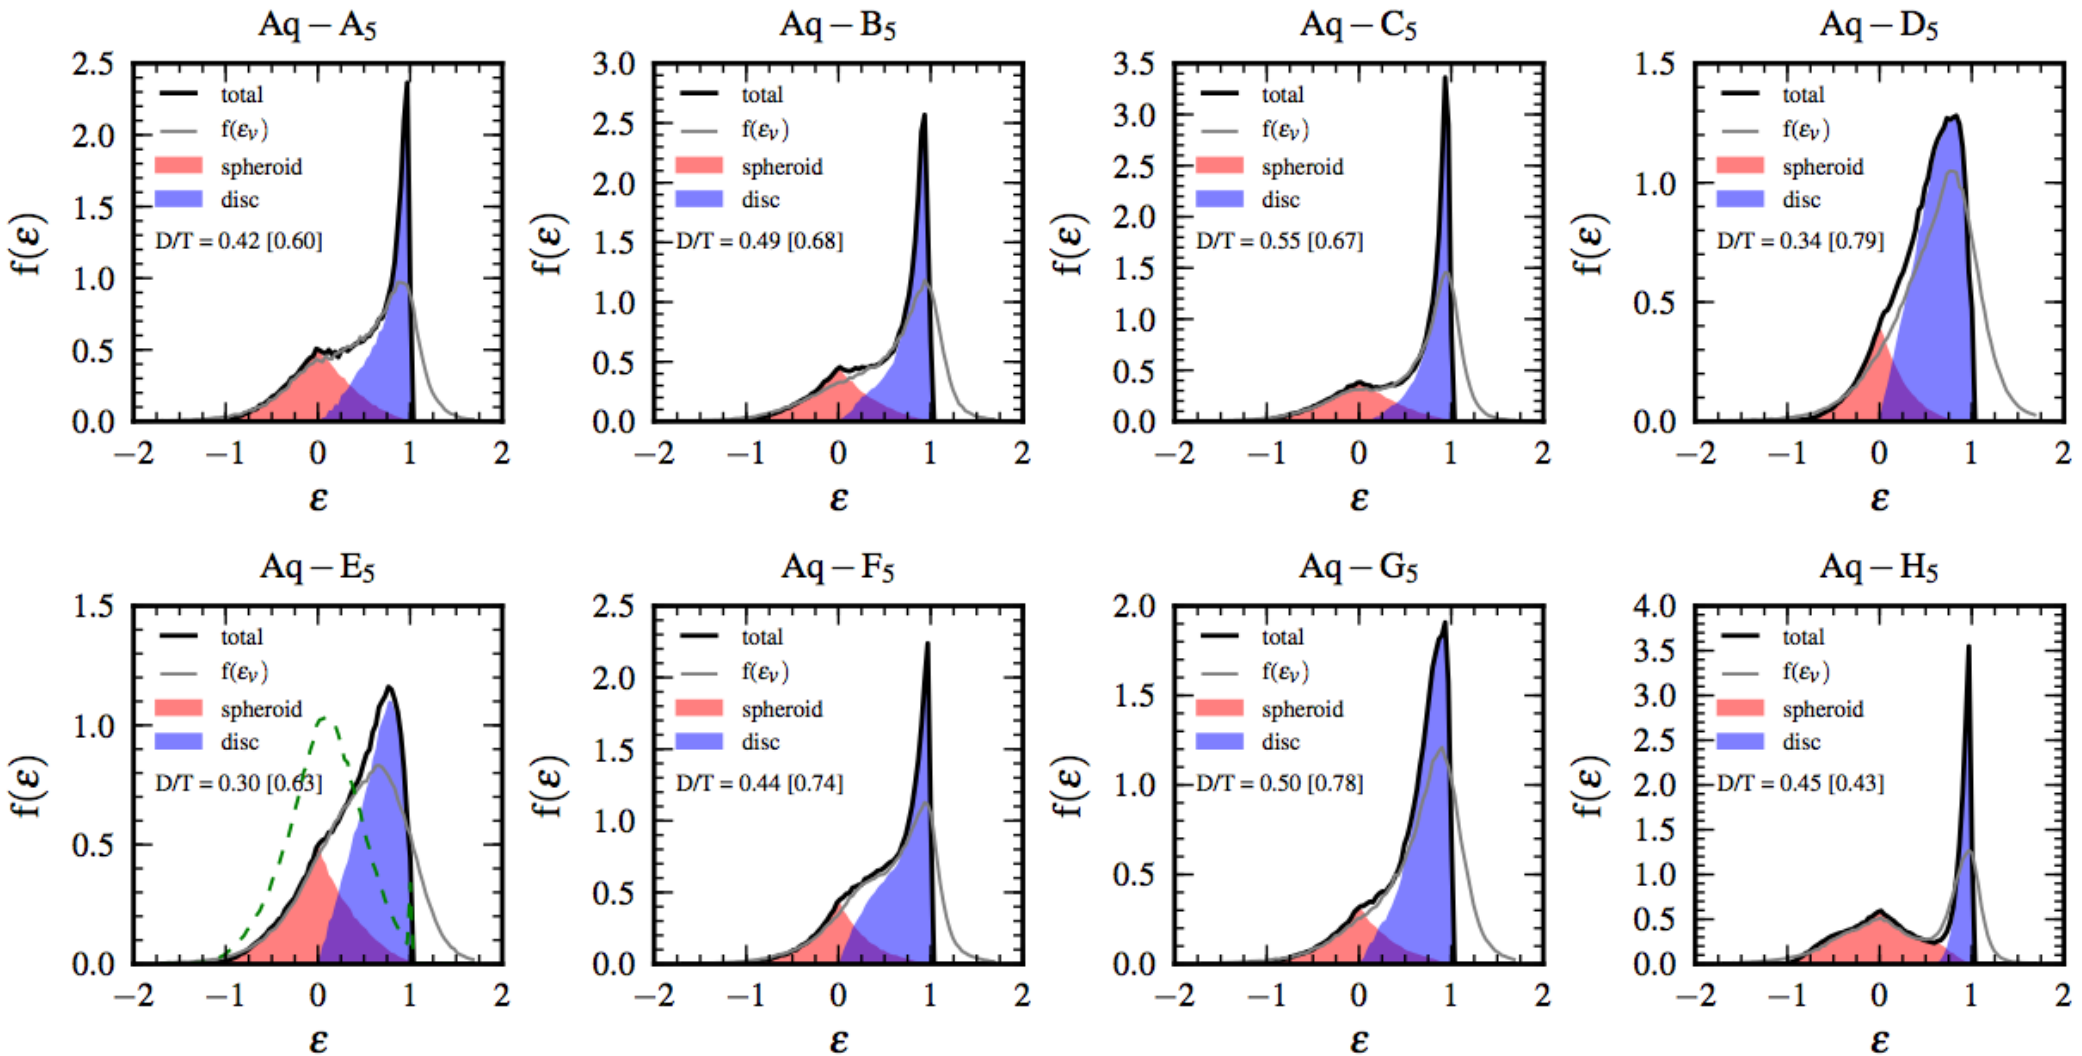 Aq – A₅
2.5
2.0
1.5
1.0
0.5
0.0
f(ε)
total
f(εᵥ)
spheroid
disc
D/T = 0.42 [0.60]
−2 −1 0 1 2
ε
Aq – B₅
3.0
2.5
2.0
1.5
1.0
0.5
0.0
f(ε)
total
f(εᵥ)
spheroid
disc
D/T = 0.49 [0.68]
−2 −1 0 1 2
ε
Aq – C₅
3.5
3.0
2.5
2.0
1.5
1.0
0.5
0.0
f(ε)
total
f(εᵥ)
spheroid
disc
D/T = 0.55 [0.67]
−2 −1 0 1 2
ε
Aq – D₅
1.5
1.0
0.5
0.0
f(ε)
total
f(εᵥ)
spheroid
disc
D/T = 0.34 [0.79]
−2 −1 0 1 2
ε
Aq – E₅
1.5
1.0
0.5
0.0
f(ε)
total
f(εᵥ)
spheroid
disc
D/T = 0.30 [0.63]
−2 −1 0 1 2
ε
Aq – F₅
2.5
2.0
1.5
1.0
0.5
0.0
f(ε)
total
f(εᵥ)
spheroid
disc
D/T = 0.44 [0.74]
−2 −1 0 1 2
ε
Aq – G₅
2.0
1.5
1.0
0.5
0.0
f(ε)
total
f(εᵥ)
spheroid
disc
D/T = 0.50 [0.78]
−2 −1 0 1 2
ε
Aq – H₅
4.0
3.5
3.0
2.5
2.0
1.5
1.0
0.5
0.0
f(ε)
total
f(εᵥ)
spheroid
disc
D/T = 0.45 [0.43]
−2 −1 0 1 2
ε